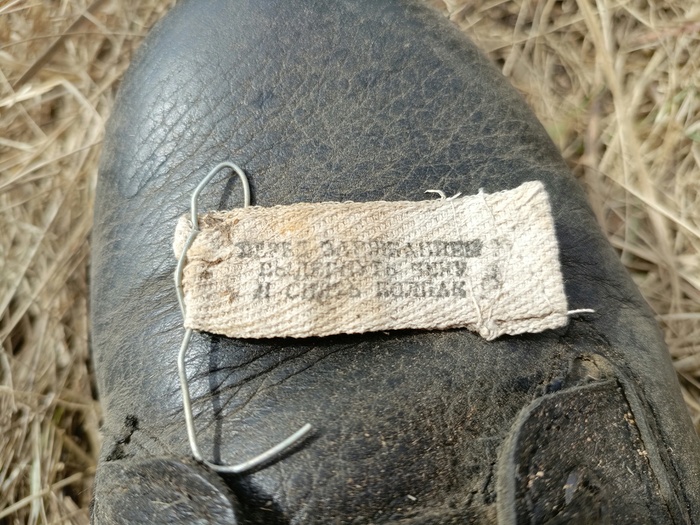 ПЕРЕД ЗАРЯЖАНИЕМ
ВЫДЕРНУТЬ ЧЕКУ
И СНЯТЬ КОЛПАК